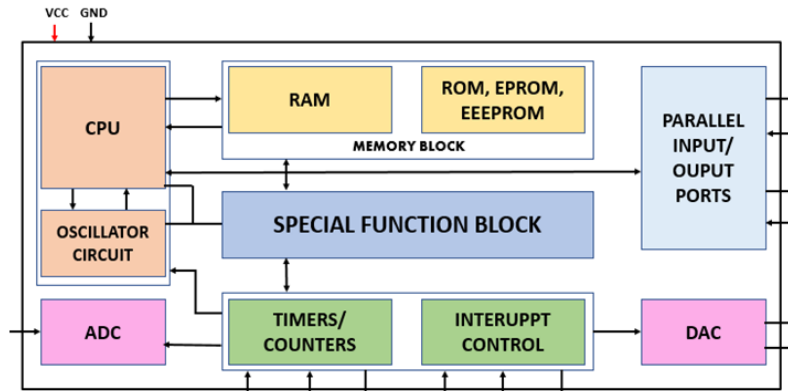 VCC GND
CPU
RAM
ROM, EPROM,
EEEPROM
MEMORY BLOCK
PARALLEL
INPUT/
OUPUT
PORTS
OSCILLATOR
CIRCUIT
SPECIAL FUNCTION BLOCK
ADC
TIMERS/
COUNTERS
INTERUPPT
CONTROL
DAC